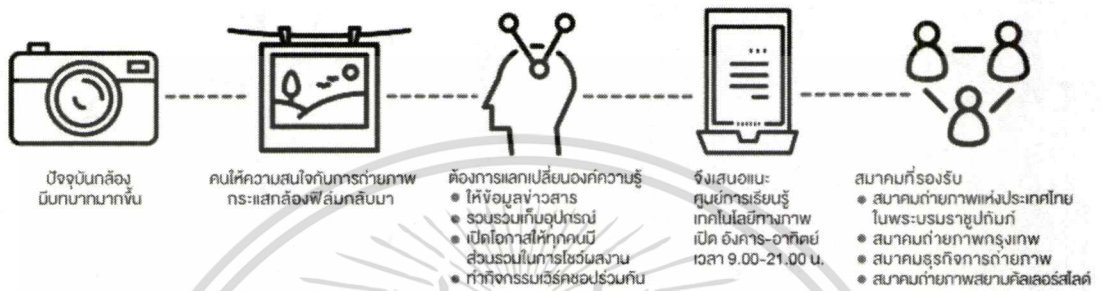 ปัจจุบันกล้อง
มีบทบาทมากขึ้น
คนให้ความสนใจกับการถ่ายภาพ
กระแสกล้องฟิล์มกลับมา
ต้องการแลกเปลี่ยนองค์ความรู้
● ให้ข้อมูลข่าวสาร
● รวบรวมเก็บอุปกรณ์
● เปิดโอกาสให้ทุกคนมี
ส่วนรวมในการโชว์ผลงาน
● ทำกิจกรรมเวิร์คชอปร่วมกัน
จึงเสนอแนะ
ศูนย์การเรียนรู้
เทคโนโลยีทางภาพ
เปิด อังคาร-อาทิตย์
เวลา 9.00-21.00 น.
สมาคมที่รองรับ
● สมาคมถ่ายภาพแห่งประเทศไทย
ในพระบรมราชูปถัมภ์
● สมาคมถ่ายภาพกรุงเทพ
● สมาคมธุรกิจการถ่ายภาพ
● สมาคมถ่ายภาพสยามคัลเลอร์สไลด์